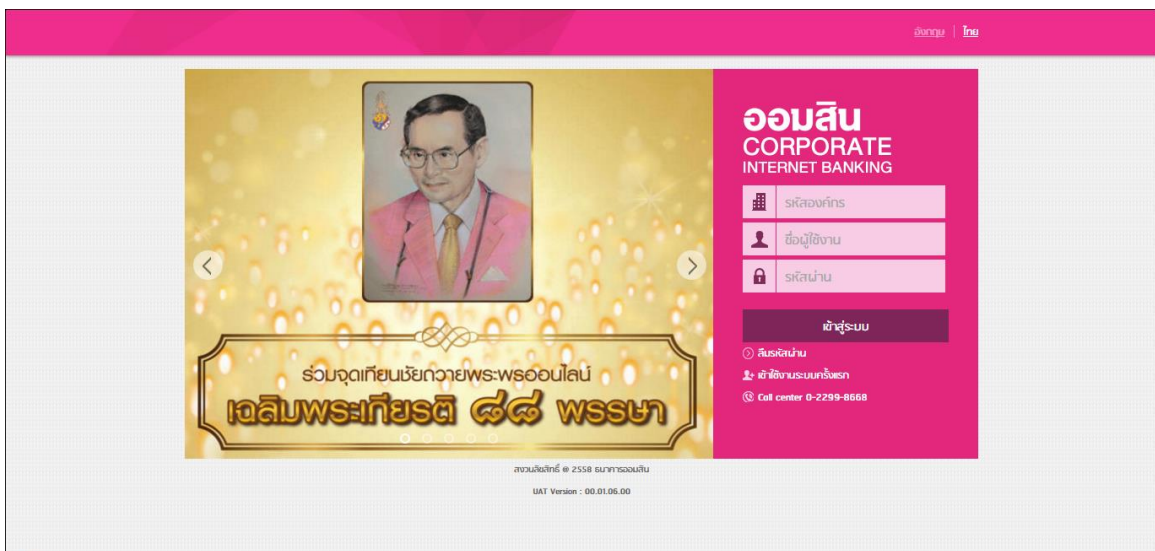 อังกฤษ | ไทย
ออมสิน
CORPORATE
INTERNET BANKING
รหัสองค์กร
ชื่อผู้ใช้งาน
รหัสผ่าน
เข้าสู่ระบบ
ลืมรหัสผ่าน
เข้าใช้งานระบบครั้งแรก
Call center 0-2299-8668
ร่วมจุดเทียนชัยถวายพระพรออนไลน์
เฉลิมพระเกียรติ ๘๘ พรรษา
สงวนลิขสิทธิ์ @ 2558 ธนาคารออมสิน
UAT Version : 00.01.06.00